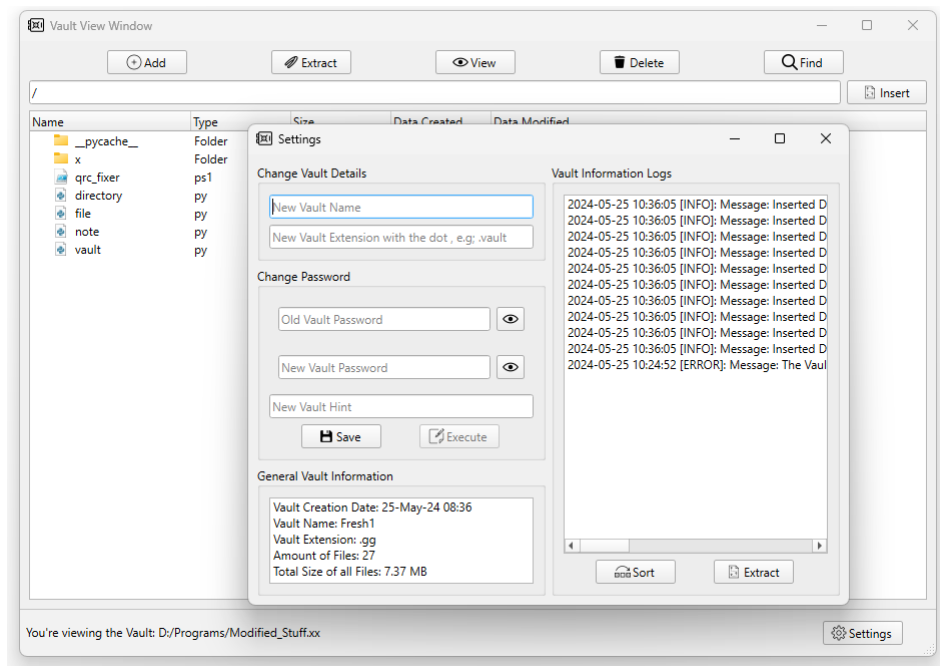 Vault View Window
Add Extract View Delete Find
/ Insert
Name Type Size Data Created Data Modified
__pycache__ Folder
x Folder
qrc_fixer ps1
directory py
file py
note py
vault py
Settings
Change Vault Details
New Vault Name
New Vault Extension with the dot , e.g; .vault
Change Password
Old Vault Password
New Vault Password
New Vault Hint
Save Execute
General Vault Information
Vault Creation Date: 25-May-24 08:36
Vault Name: Fresh1
Vault Extension: .gg
Amount of Files: 27
Total Size of all Files: 7.37 MB
Vault Information Logs
2024-05-25 10:36:05 [INFO]: Message: Inserted D
2024-05-25 10:36:05 [INFO]: Message: Inserted D
2024-05-25 10:36:05 [INFO]: Message: Inserted D
2024-05-25 10:36:05 [INFO]: Message: Inserted D
2024-05-25 10:36:05 [INFO]: Message: Inserted D
2024-05-25 10:36:05 [INFO]: Message: Inserted D
2024-05-25 10:36:05 [INFO]: Message: Inserted D
2024-05-25 10:36:05 [INFO]: Message: Inserted D
2024-05-25 10:36:05 [INFO]: Message: Inserted D
2024-05-25 10:36:05 [INFO]: Message: Inserted D
2024-05-25 10:24:52 [ERROR]: Message: The Vaul
Sort Extract
You're viewing the Vault: D:/Programs/Modified_Stuff.xx
Settings